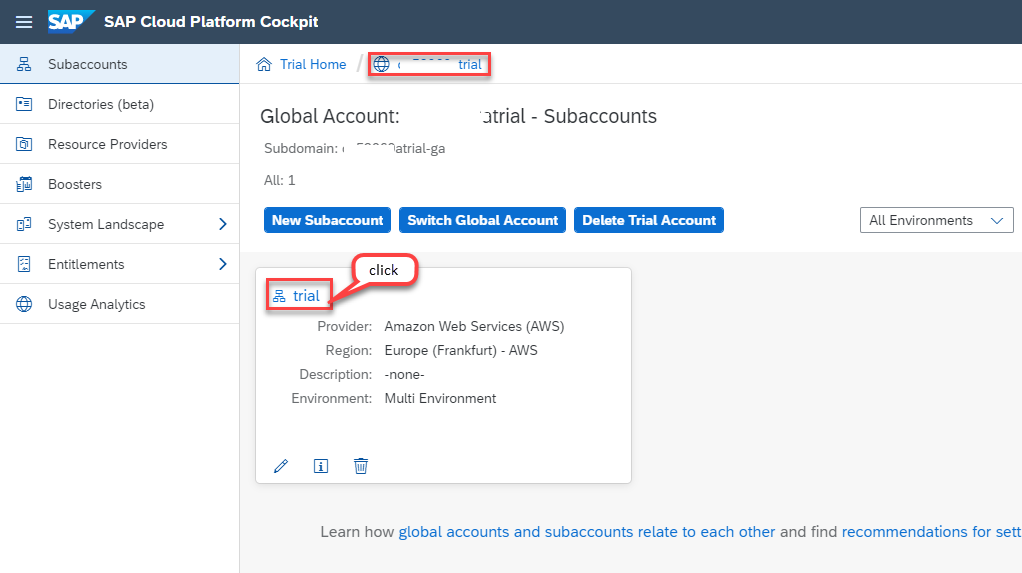 SAP SAP Cloud Platform Cockpit
Subaccounts
Directories (beta)
Resource Providers
Boosters
System Landscape
Entitlements
Usage Analytics
Trial Home / trial
Global Account: atrial - Subaccounts
Subdomain: atrial-ga
All: 1
New Subaccount Switch Global Account Delete Trial Account All Environments
click
trial
Provider: Amazon Web Services (AWS)
Region: Europe (Frankfurt) - AWS
Description: -none-
Environment: Multi Environment
Learn how global accounts and subaccounts relate to each other and find recommendations for sett